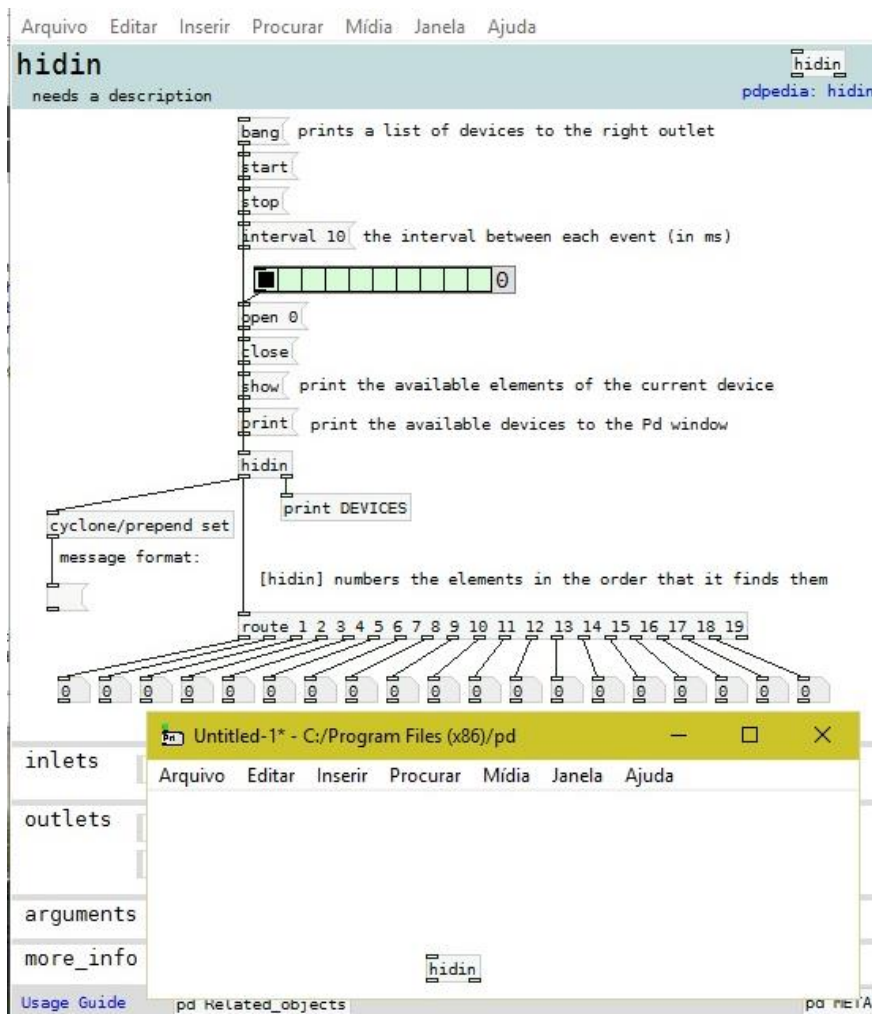 Arquivo Editar Inserir Procurar Mídia Janela Ajuda
hidin
hidin
needs a description
pdpedia: hidin
bang prints a list of devices to the right outlet
start
stop
interval 10 the interval between each event (in ms)
0
open 0
close
show print the available elements of the current device
print print the available devices to the Pd window
hidin
print DEVICES
cyclone/prepend set
message format:
[hidin] numbers the elements in the order that it finds them
route 1 2 3 4 5 6 7 8 9 10 11 12 13 14 15 16 17 18 19
0 0 0 0 0 0 0 0 0 0 0 0 0 0 0 0 0 0 0
Untitled-1* - C:/Program Files (x86)/pd
inlets
Arquivo Editar Inserir Procurar Mídia Janela Ajuda
outlets
arguments
more_info
hidin
Usage Guide pd Related_objects pd META